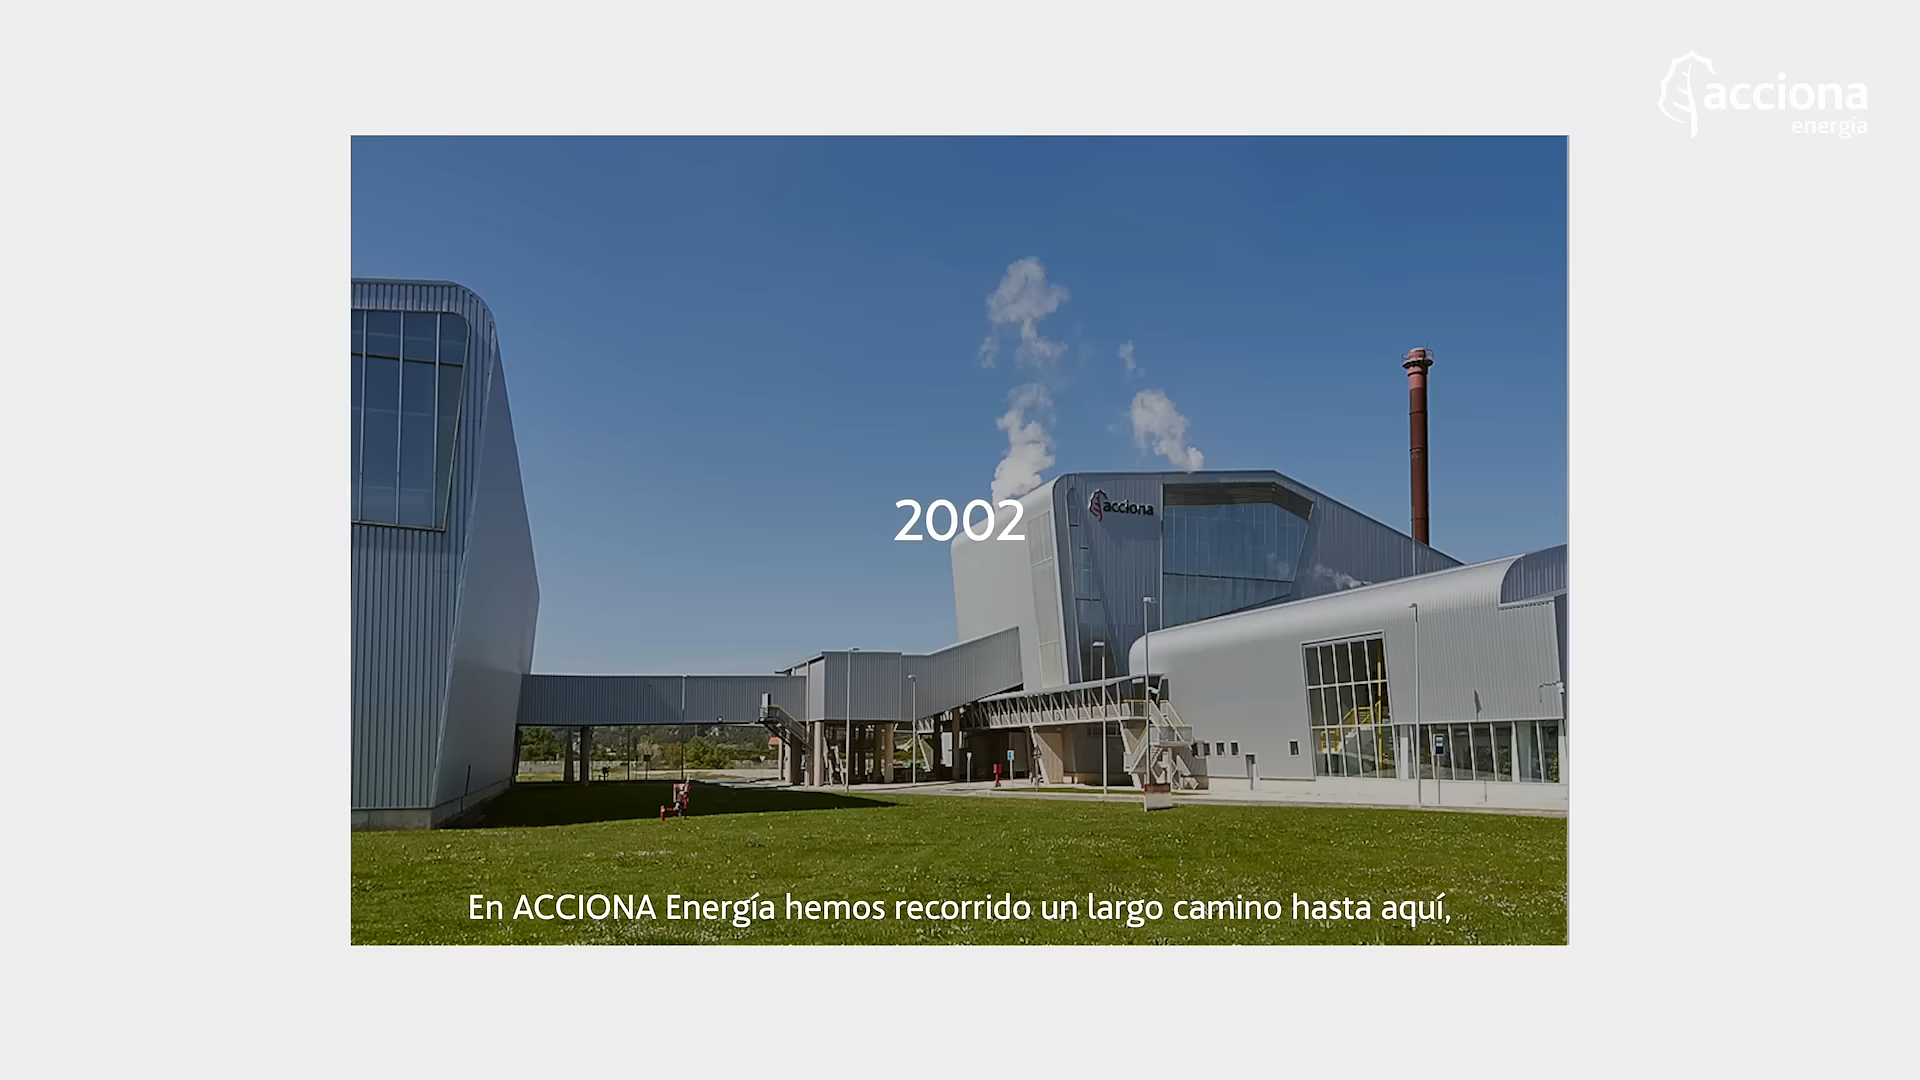 acciona
energía
2002
acciona
En ACCIONA Energía hemos recorrido un largo camino hasta aquí,